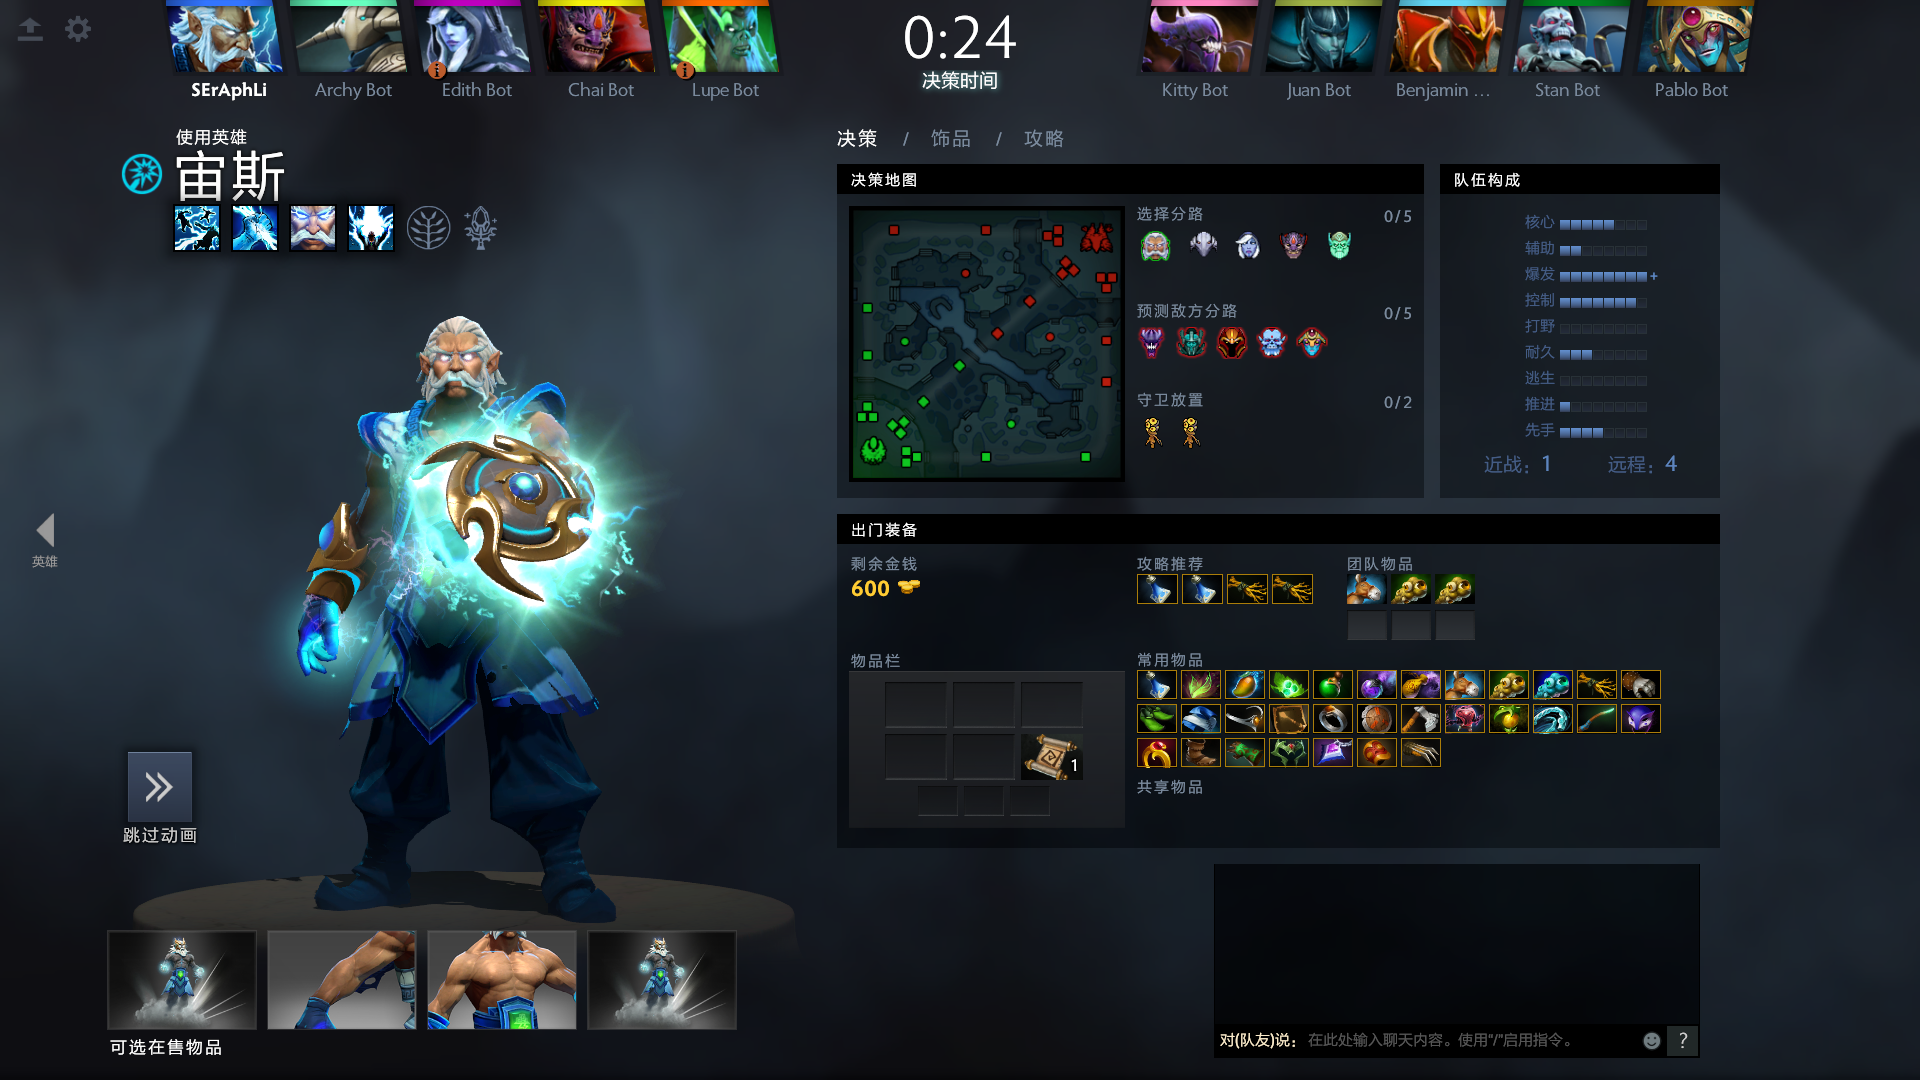 0:24
决策时间
SErAphLi
Archy Bot
Edith Bot
Chai Bot
Lupe Bot
Kitty Bot
Juan Bot
Benjamin ...
Stan Bot
Pablo Bot
使用英雄
宙斯
英雄
跳过动画
可选在售物品
决策 / 饰品 / 攻略
决策地图
选择分路 0/5
预测敌方分路 0/5
守卫放置 0/2
队伍构成
核心
辅助
爆发 +
控制
打野
耐久
逃生
推进
先手
近战: 1 远程: 4
出门装备
剩余金钱
600
攻略推荐
团队物品
物品栏
1
常用物品
共享物品
对(队友)说: 在此处输入聊天内容。使用"/"启用指令。
?